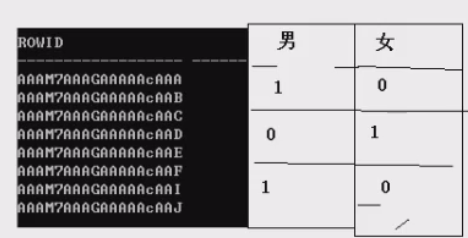 ROWID 男 女
------------------ ------
AAAM7AAAGAAAAAcAAA
AAAM7AAAGAAAAAcAAB 1 0
AAAM7AAAGAAAAAcAAC
AAAM7AAAGAAAAAcAAD 0 1
AAAM7AAAGAAAAAcAAE
AAAM7AAAGAAAAAcAAF
AAAM7AAAGAAAAAcAAI 1 0
AAAM7AAAGAAAAAcAAJ